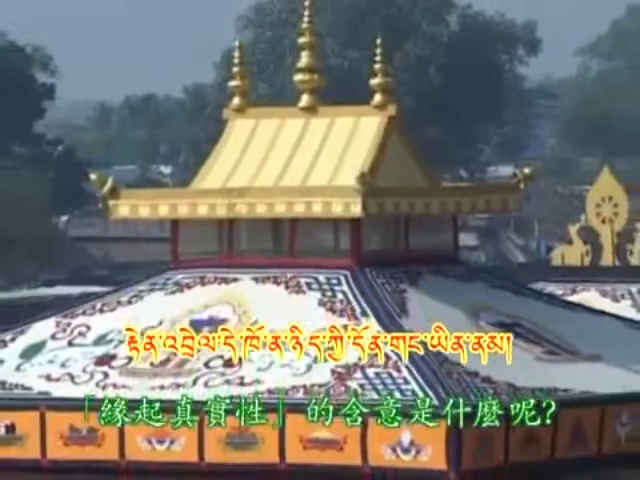 རྟེན་འབྲེལ་དེ་ཁོ་ན་ཉིད་ཀྱི་དོན་གང་ཡིན་ནམ།
「緣起真實性」的含意是什麼呢?